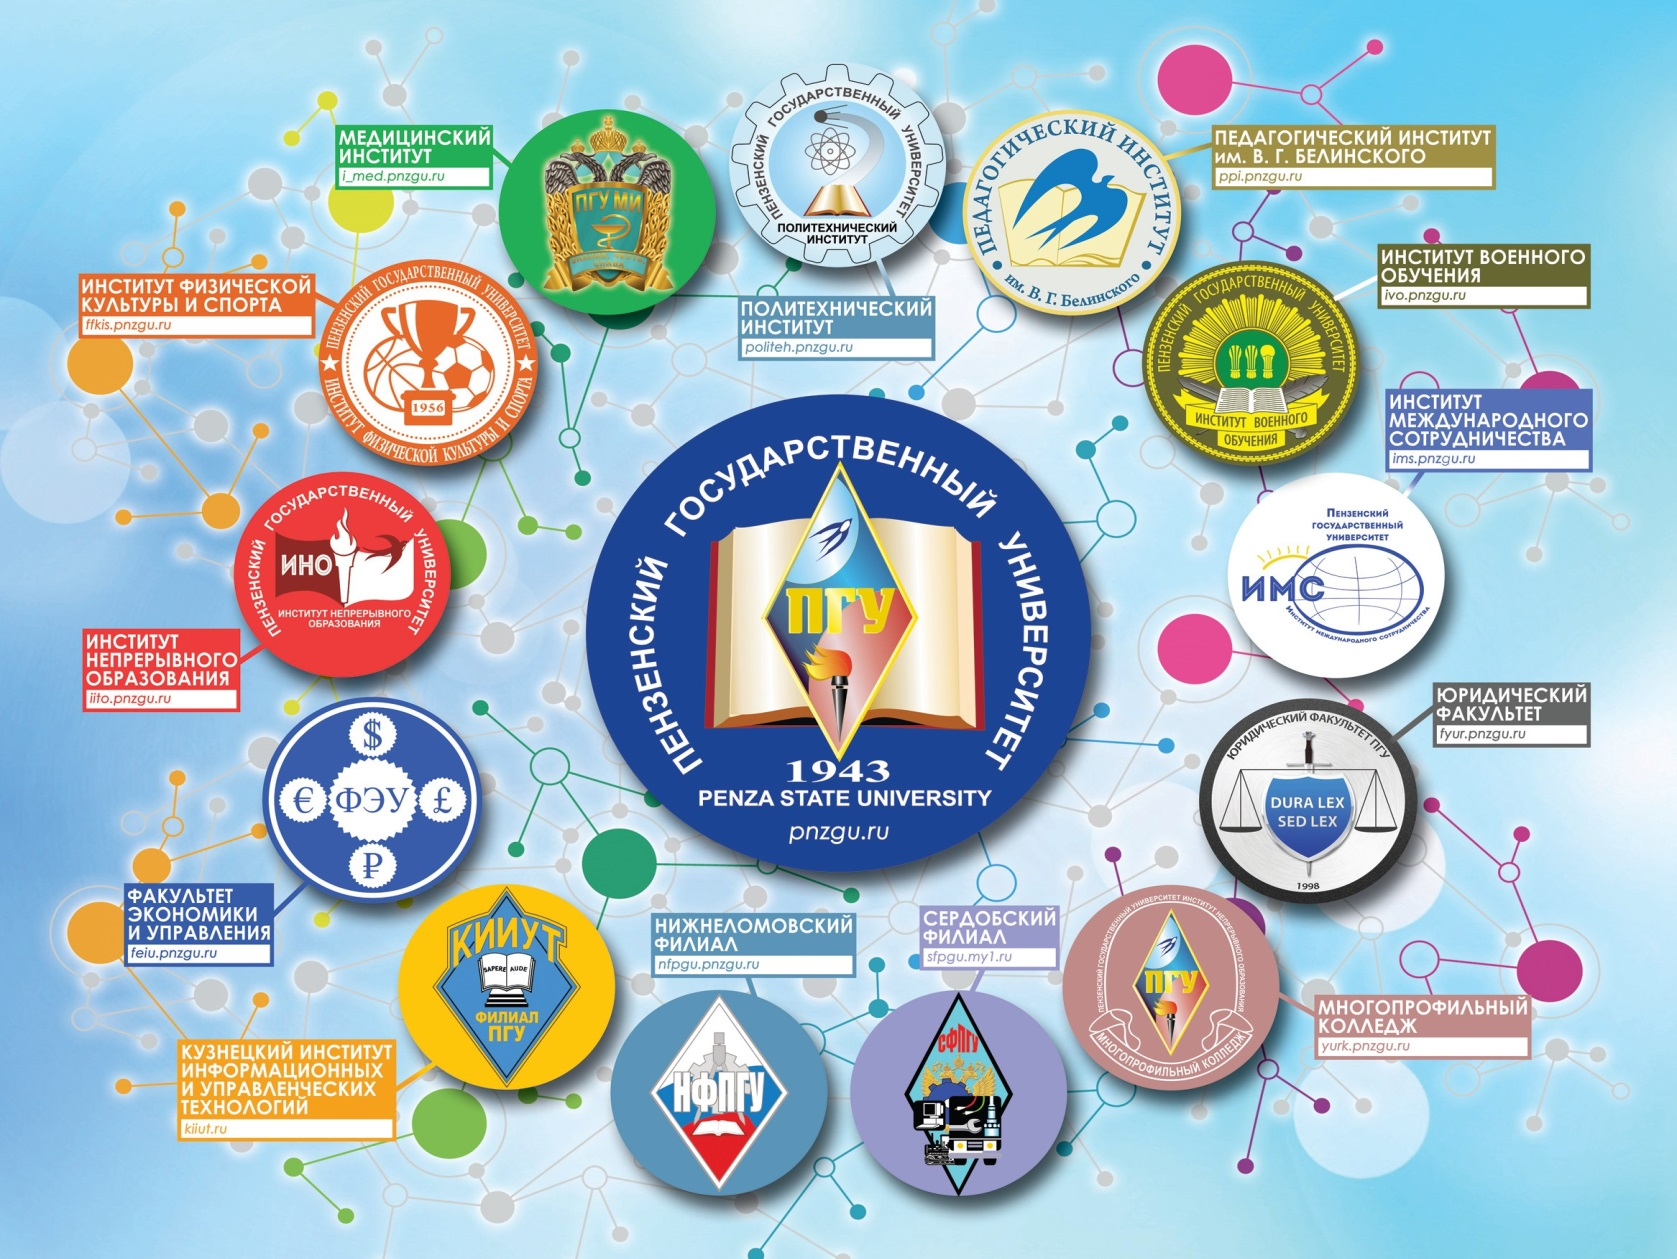 МЕДИЦИНСКИЙ
ИНСТИТУТ
i_med.pnzgu.ru
ПГУ МИ
ПЕНЗЕНСКИЙ ГОСУДАРСТВЕННЫЙ УНИВЕРСИТЕТ
ПОЛИТЕХНИЧЕСКИЙ
ИНСТИТУТ
ПОЛИТЕХНИЧЕСКИЙ
ИНСТИТУТ
politeh.pnzgu.ru
ПЕДАГОГИЧЕСКИЙ ИНСТИТУТ
им. В. Г. Белинского
ПЕДАГОГИЧЕСКИЙ ИНСТИТУТ
им. В. Г. БЕЛИНСКОГО
ppi.pnzgu.ru
ИНСТИТУТ ФИЗИЧЕСКОЙ
КУЛЬТУРЫ И СПОРТА
ffkis.pnzgu.ru
ПЕНЗЕНСКИЙ ГОСУДАРСТВЕННЫЙ УНИВЕРСИТЕТ
1956
ИНСТИТУТ ФИЗИЧЕСКОЙ КУЛЬТУРЫ И СПОРТА
ПЕНЗЕНСКИЙ ГОСУДАРСТВЕННЫЙ УНИВЕРСИТЕТ
ИНСТИТУТ ВОЕННОГО
ОБУЧЕНИЯ
ИНСТИТУТ ВОЕННОГО
ОБУЧЕНИЯ
ivo.pnzgu.ru
ИНСТИТУТ
МЕЖДУНАРОДНОГО
СОТРУДНИЧЕСТВА
ims.pnzgu.ru
ПЕНЗЕНСКИЙ
ГОСУДАРСТВЕННЫЙ
УНИВЕРСИТЕТ
ИМС
ИНСТИТУТ МЕЖДУНАРОДНОГО СОТРУДНИЧЕСТВА
ПЕНЗЕНСКИЙ ГОСУДАРСТВЕННЫЙ УНИВЕРСИТЕТ
ИНО
ИНСТИТУТ НЕПРЕРЫВНОГО
ОБРАЗОВАНИЯ
ИНСТИТУТ
НЕПРЕРЫВНОГО
ОБРАЗОВАНИЯ
iito.pnzgu.ru
ПЕНЗЕНСКИЙ ГОСУДАРСТВЕННЫЙ УНИВЕРСИТЕТ
ПГУ
1943
PENZA STATE UNIVERSITY
pnzgu.ru
ЮРИДИЧЕСКИЙ
ФАКУЛЬТЕТ
fyur.pnzgu.ru
ЮРИДИЧЕСКИЙ ФАКУЛЬТЕТ ПГУ
DURA LEX
SED LEX
1998
$
€ ФЭУ £
₽
ФАКУЛЬТЕТ
ЭКОНОМИКИ
И УПРАВЛЕНИЯ
feiu.pnzgu.ru
КИИУТ
SAPERE AUDE
ФИЛИАЛ
ПГУ
КУЗНЕЦКИЙ ИНСТИТУТ
ИНФОРМАЦИОННЫХ
И УПРАВЛЕНЧЕСКИХ
ТЕХНОЛОГИЙ
kiiut.ru
НИЖНЕЛОМОВСКИЙ
ФИЛИАЛ
nfpgu.pnzgu.ru
НФПГУ
СЕРДОБСКИЙ
ФИЛИАЛ
sfpgu.my1.ru
СФПГУ
ПЕНЗЕНСКИЙ ГОСУДАРСТВЕННЫЙ УНИВЕРСИТЕТ ИНСТИТУТ НЕПРЕРЫВНОГО ОБРАЗОВАНИЯ
ПГУ
МНОГОПРОФИЛЬНЫЙ КОЛЛЕДЖ
МНОГОПРОФИЛЬНЫЙ
КОЛЛЕДЖ
yurk.pnzgu.ru